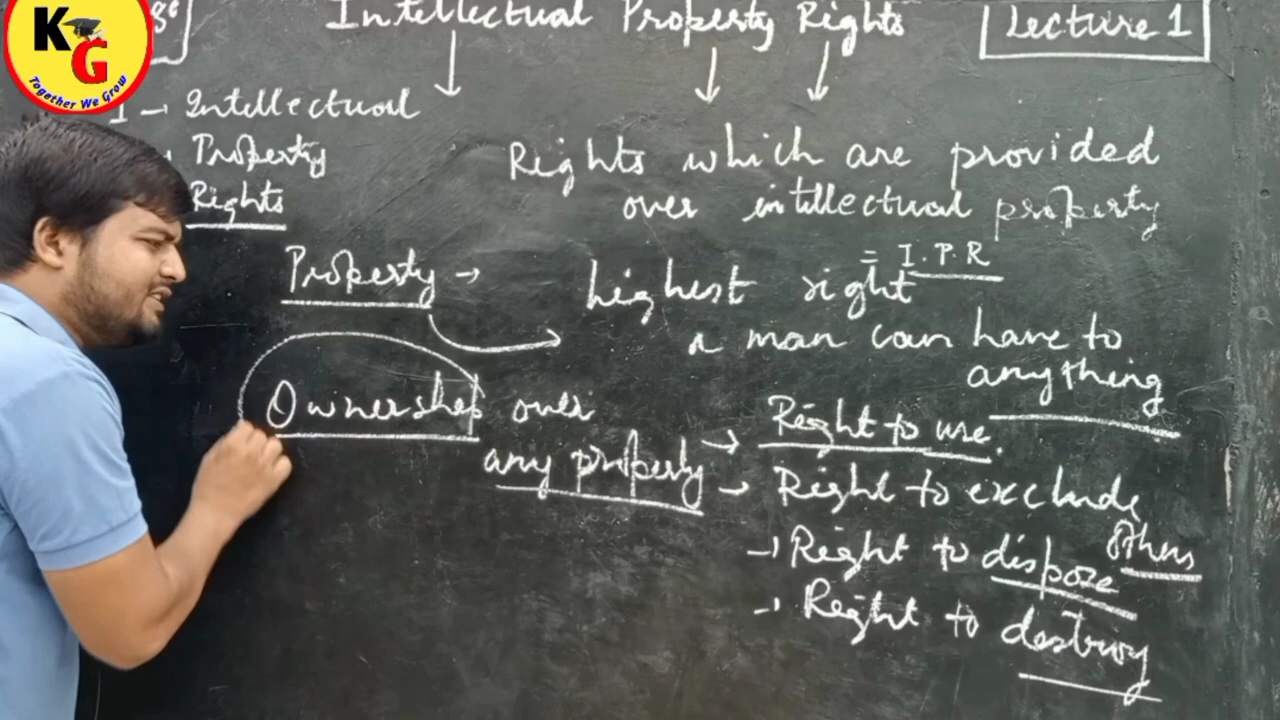 KG
Together We Grow
Intellectual Property Rights
Lecture 1
I → Intellectual
Property
Rights
Rights which are provided
over intellectual property
= I.P.R
Property → highest right
a man can have to
anything
Ownership over
any property → Right to use.
→ Right to exclude
others
→ Right to dispose
→ Right to destroy